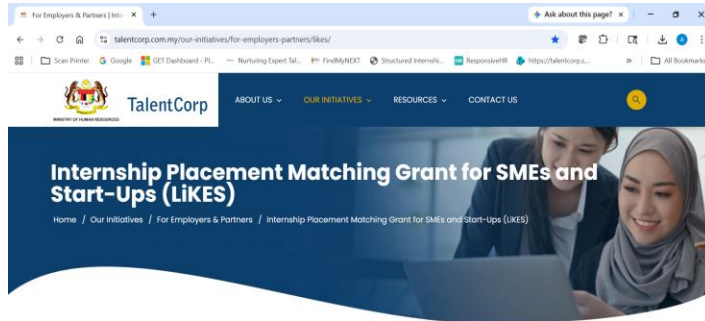 For Employers & Partners | Inte
Ask about this page?
talentcorp.com.my/our-initiatives/for-employers-partners/likes/
Scan Printer
Google
GET Dashboard - Pl...
Nurturing Expert Tal...
FindMyNEXT
Structured Internshi...
ResponsiveHR
https://talentcorp.s...
All Bookmarks
MINISTRY OF HUMAN RESOURCES
TalentCorp
ABOUT US
OUR INITIATIVES
RESOURCES
CONTACT US
Internship Placement Matching Grant for SMEs and
Start-Ups (LiKES)
Home / Our Initiatives / For Employers & Partners / Internship Placement Matching Grant for SMEs and Start-Ups (LiKES)